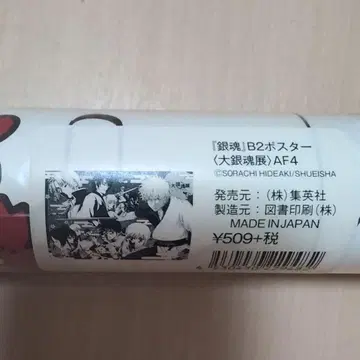 『銀魂』B2ポスター
〈大銀魂展〉AF4
©SORACHI HIDEAKI/SHUEISHA
発売元：（株）集英社
製造元：図書印刷（株）
MADE IN JAPAN
¥509+税